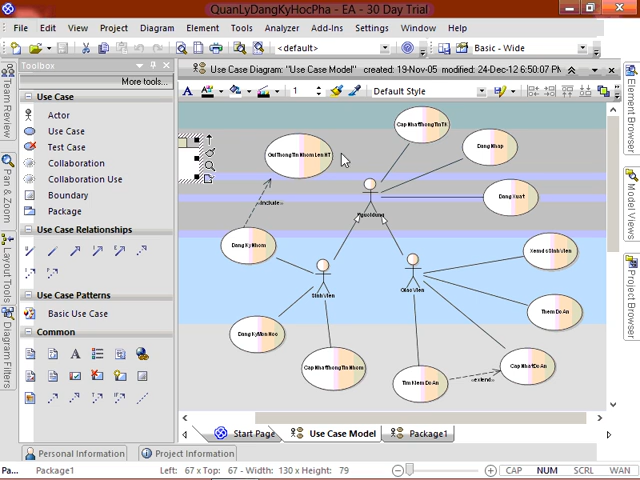 QuanLyDangKyHocPha - EA - 30 Day Trial
File Edit View Project Diagram Element Tools Analyzer Add-Ins Settings Window
<default>
Basic - Wide
Toolbox
More tools...
Use Case
Actor
Use Case
Test Case
Collaboration
Collaboration Use
Boundary
Package
Use Case Relationships
Use Case Patterns
Basic Use Case
Common
Team Review
Pan & Zoom
Layout Tools
Diagram Filters
Use Case Diagram: "Use Case Model" created: 19-Nov-05 modified: 24-Dec-12 6:50:07 PM
1
Default Style
CapNhatThongTinTK
GuiThongTinNhomLenHT
DangNhap
DangXuat
NguoiDung
«include»
DangKyNhom
SinhVien
GiaoVien
XemDsSinhVien
ThemDoAn
DangKyMonHoc
CapNhatThongTinNhom
TimKiemDoAn
«extend»
CapNhatDoAn
Element Browser
Model Views
Project Browser
Start Page
Use Case Model
Package1
Personal Information
Project Information
Pa...
Package1
Left: 67 x Top: 67 - Width: 130 x Height: 79
CAP NUM SCRL WAN